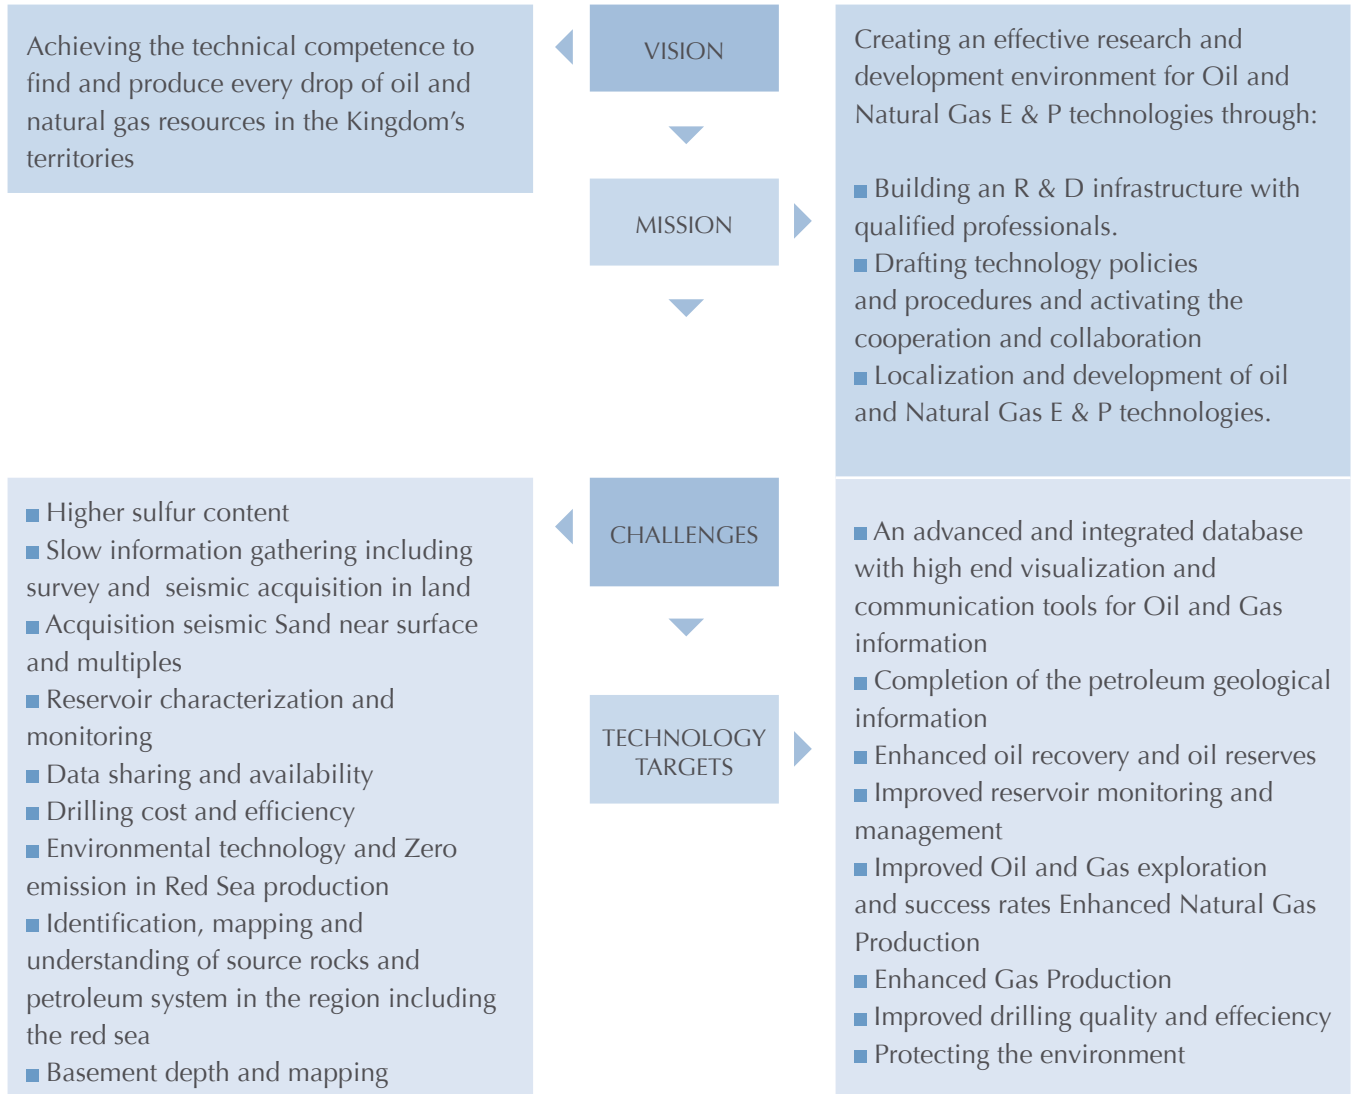 VISION
Achieving the technical competence to
find and produce every drop of oil and
natural gas resources in the Kingdom’s
territories
MISSION
Creating an effective research and
development environment for Oil and
Natural Gas E & P technologies through:
■ Building an R & D infrastructure with
qualified professionals.
■ Drafting technology policies
and procedures and activating the
cooperation and collaboration
■ Localization and development of oil
and Natural Gas E & P technologies.
CHALLENGES
■ Higher sulfur content
■ Slow information gathering including
survey and seismic acquisition in land
■ Acquisition seismic Sand near surface
and multiples
■ Reservoir characterization and
monitoring
■ Data sharing and availability
■ Drilling cost and efficiency
■ Environmental technology and Zero
emission in Red Sea production
■ Identification, mapping and
understanding of source rocks and
petroleum system in the region including
the red sea
■ Basement depth and mapping
TECHNOLOGY
TARGETS
■ An advanced and integrated database
with high end visualization and
communication tools for Oil and Gas
information
■ Completion of the petroleum geological
information
■ Enhanced oil recovery and oil reserves
■ Improved reservoir monitoring and
management
■ Improved Oil and Gas exploration
and success rates Enhanced Natural Gas
Production
■ Enhanced Gas Production
■ Improved drilling quality and effeciency
■ Protecting the environment